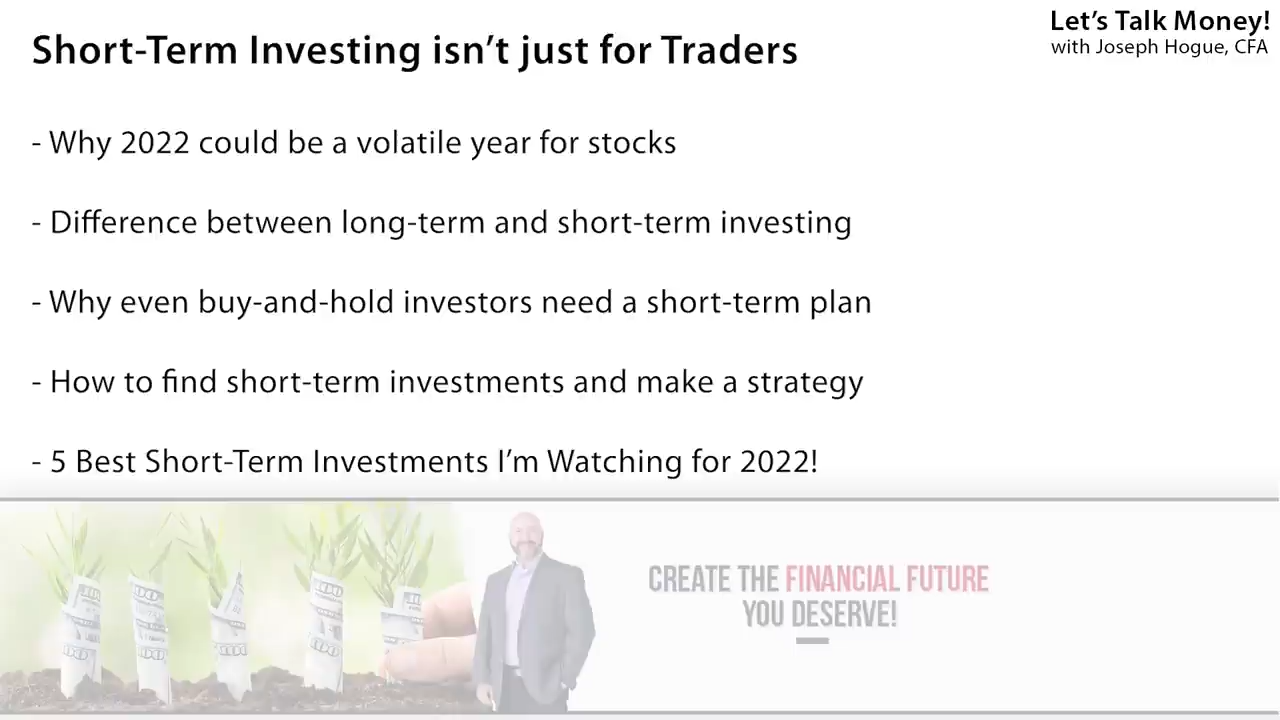 Short-Term Investing isn’t just for Traders
Let’s Talk Money!
with Joseph Hogue, CFA
- Why 2022 could be a volatile year for stocks
- Difference between long-term and short-term investing
- Why even buy-and-hold investors need a short-term plan
- How to find short-term investments and make a strategy
- 5 Best Short-Term Investments I’m Watching for 2022!
CREATE THE FINANCIAL FUTURE
YOU DESERVE!